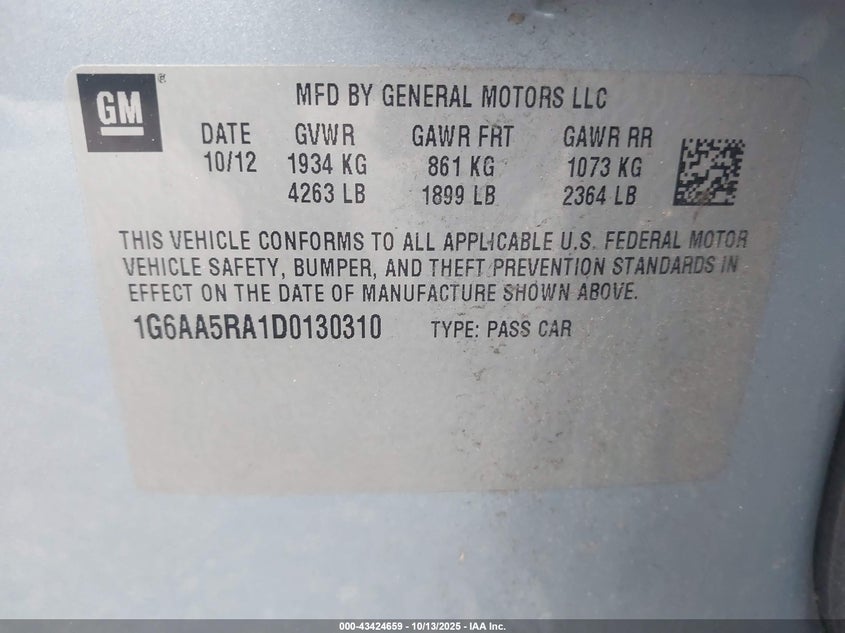 GM®
MFD BY GENERAL MOTORS LLC
DATE GVWR GAWR FRT GAWR RR
10/12 1934 KG 861 KG 1073 KG
4263 LB 1899 LB 2364 LB
THIS VEHICLE CONFORMS TO ALL APPLICABLE U.S. FEDERAL MOTOR
VEHICLE SAFETY, BUMPER, AND THEFT PREVENTION STANDARDS IN
EFFECT ON THE DATE OF MANUFACTURE SHOWN ABOVE.
1G6AA5RA1D0130310 TYPE: PASS CAR
000-43424659 - 10/13/2025 - IAA Inc.